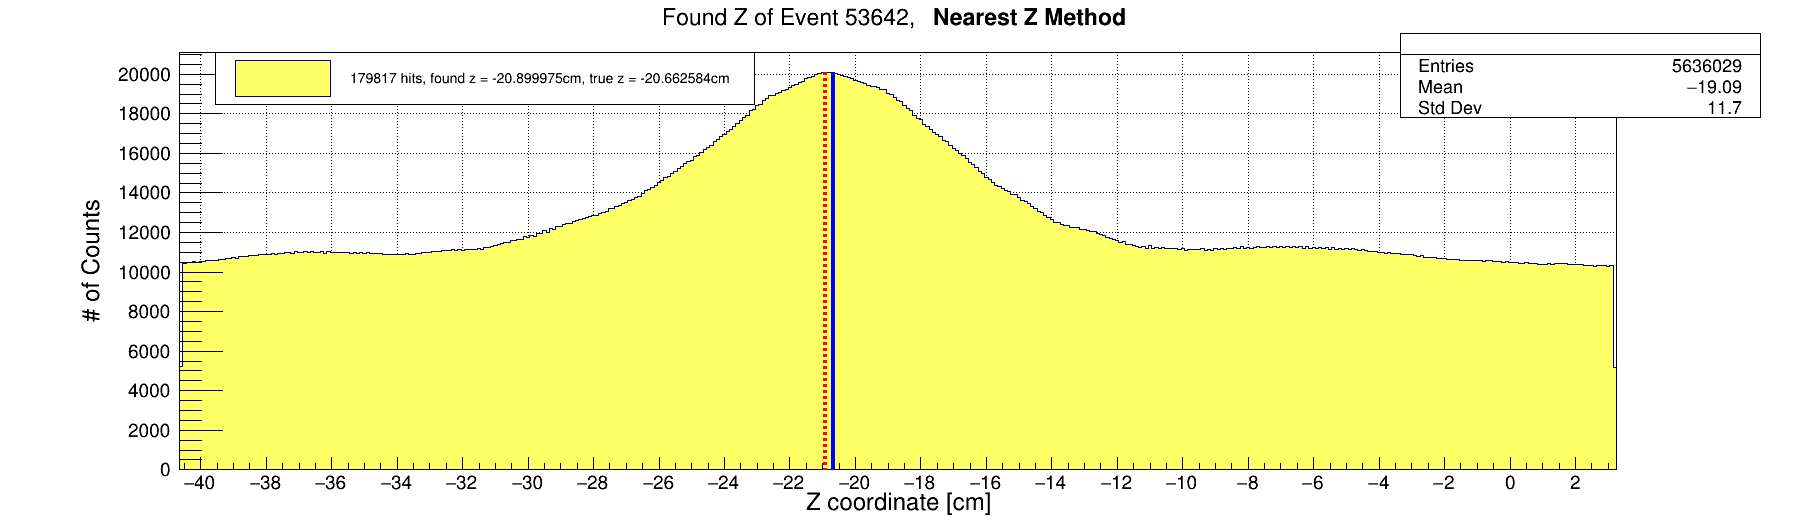 Found Z of Event 53642, Nearest Z Method
179817 hits, found z = -20.899975cm, true z = -20.662584cm
Entries 5636029
Mean −19.09
Std Dev 11.7
# of Counts
20000
18000
16000
14000
12000
10000
8000
6000
4000
2000
0
−40 −38 −36 −34 −32 −30 −28 −26 −24 −22 −20 −18 −16 −14 −12 −10 −8 −6 −4 −2 0 2
Z coordinate [cm]